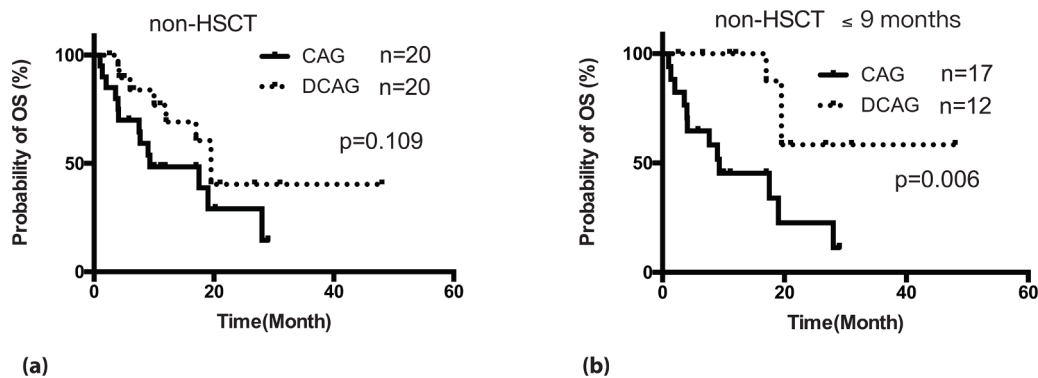 non-HSCT
CAG n=20
DCAG n=20
p=0.109
Probability of OS (%)
100
50
0
0 20 40 60
Time(Month)
(a)
non-HSCT ≤ 9 months
CAG n=17
DCAG n=12
p=0.006
Probability of OS (%)
100
50
0
0 20 40 60
Time(Month)
(b)